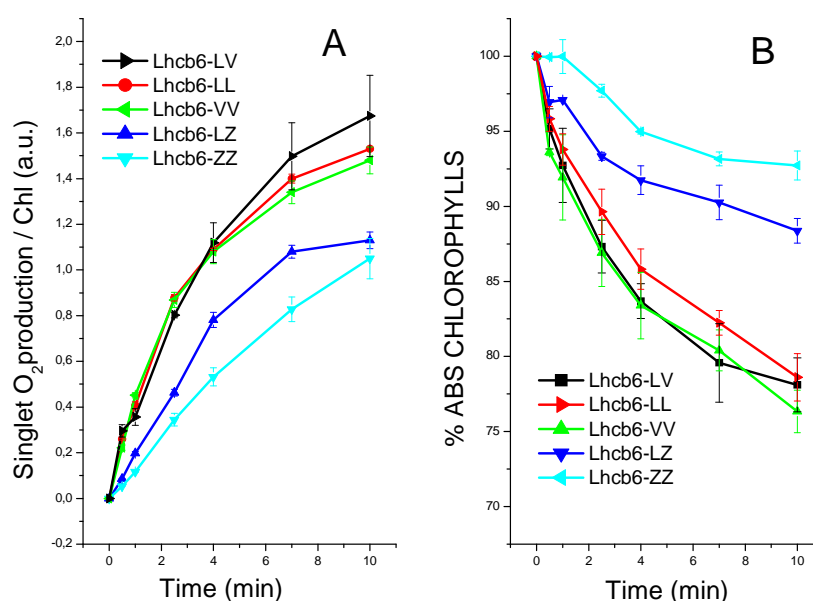 A
Lhcb6-LV
Lhcb6-LL
Lhcb6-VV
Lhcb6-LZ
Lhcb6-ZZ
2,0
1,8
1,6
1,4
1,2
1,0
0,8
0,6
0,4
0,2
0,0
-0,2
Singlet O₂production / Chl (a.u.)
0 2 4 6 8 10
Time (min)
B
100
95
90
85
80
75
70
% ABS CHLOROPHYLLS
Lhcb6-LV
Lhcb6-LL
Lhcb6-VV
Lhcb6-LZ
Lhcb6-ZZ
0 2 4 6 8 10
Time (min)